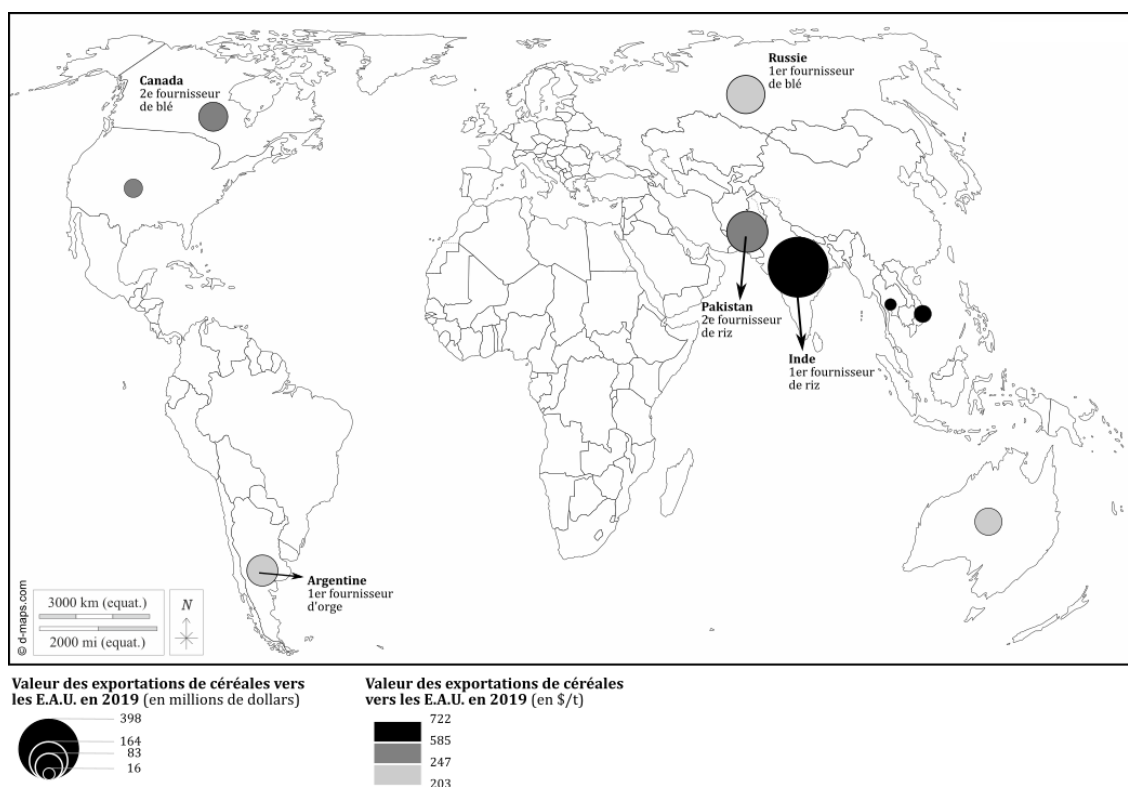 Canada
2e fournisseur
de blé
Russie
1er fournisseur
de blé
Pakistan
2e fournisseur
de riz
Inde
1er fournisseur
de riz
Argentine
1er fournisseur
d'orge
© d-maps.com
3000 km (equat.)
2000 mi (equat.)
N
Valeur des exportations de céréales vers
les E.A.U. en 2019 (en millions de dollars)
398
164
83
16
Valeur des exportations de céréales
vers les E.A.U. en 2019 (en $/t)
722
585
247
203